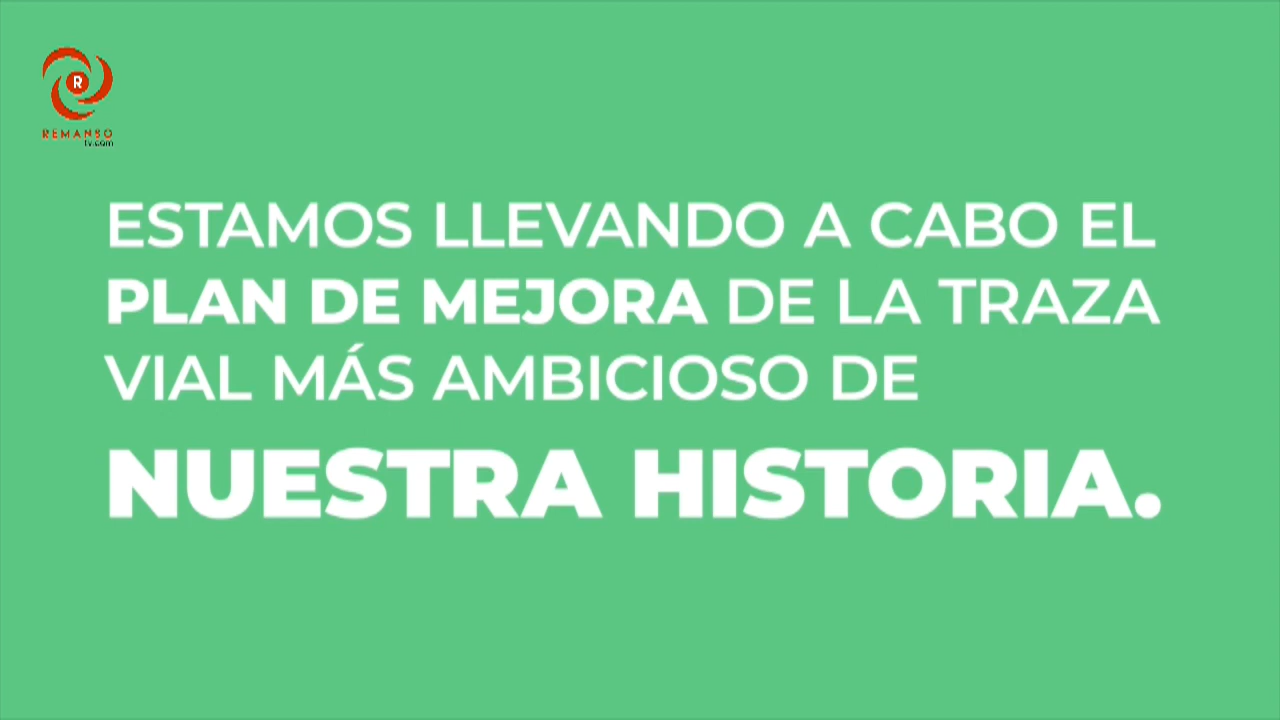 R
REMANSO
tv.com
ESTAMOS LLEVANDO A CABO EL
PLAN DE MEJORA DE LA TRAZA
VIAL MÁS AMBICIOSO DE
NUESTRA HISTORIA.